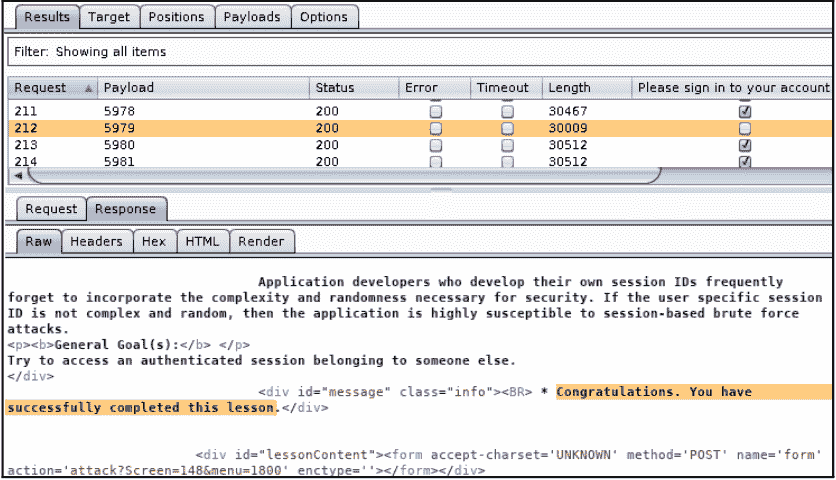 Results Target Positions Payloads Options
Filter: Showing all items
Request Payload Status Error Timeout Length Please sign in to your account
211 5978 200 30467
212 5979 200 30009
213 5980 200 30512
214 5981 200 30512
Request Response
Raw Headers Hex HTML Render
Application developers who develop their own session IDs frequently
forget to incorporate the complexity and randomness necessary for security. If the user specific session
ID is not complex and random, then the application is highly susceptible to session-based brute force
attacks.
<p><b>General Goal(s):</b> </p>
Try to access an authenticated session belonging to someone else.
</div>
<div id="message" class="info"><BR> * Congratulations. You have
successfully completed this lesson.</div>
<div id="lessonContent"><form accept-charset='UNKNOWN' method='POST' name='form'
action='attack?Screen=148&menu=1800' enctype=''></form></div>